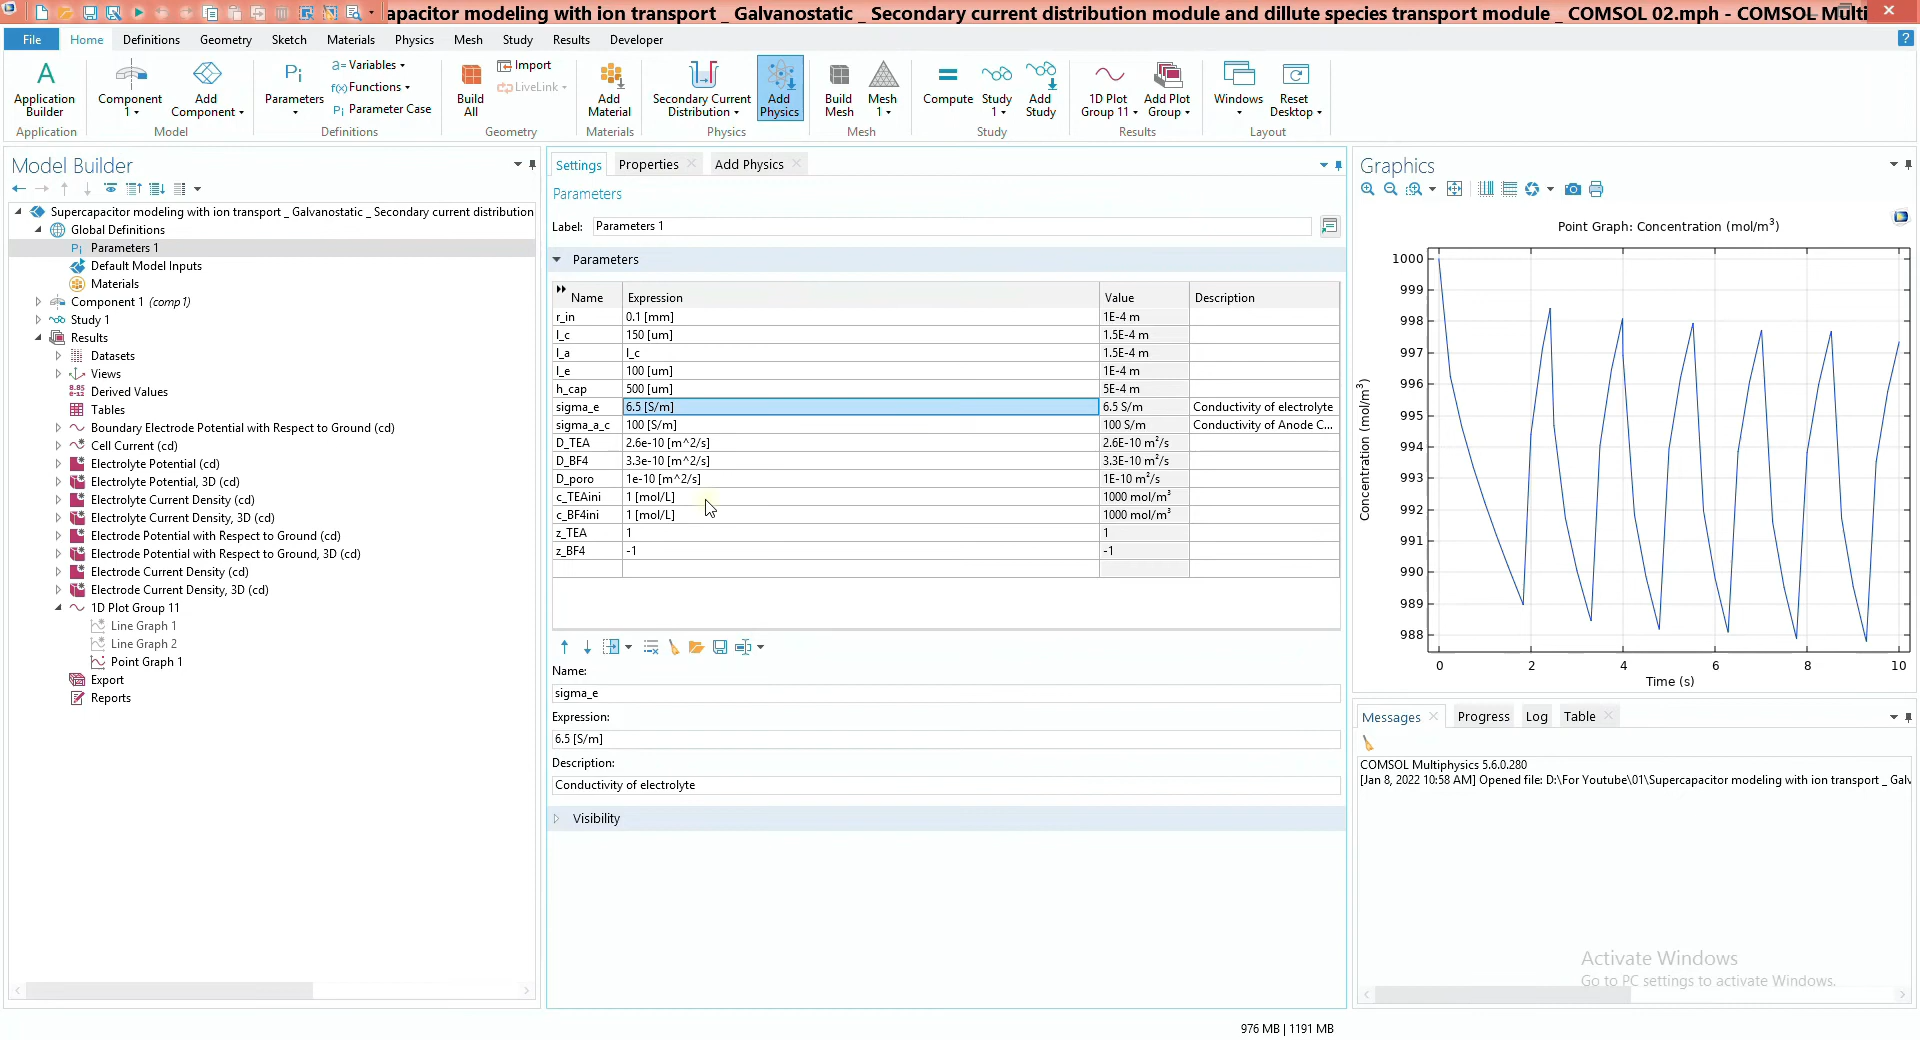 apacitor modeling with ion transport _ Galvanostatic _ Secondary current distribution module and dillute species transport module _ COMSOL 02.mph - COMSOL Multi
File Home Definitions Geometry Sketch Materials Physics Mesh Study Results Developer
Application Builder
Application
Component 1
Add Component
Model
Parameters
a= Variables
f(x) Functions
Pi Parameter Case
Definitions
Build All
Import
LiveLink
Geometry
Add Material
Materials
Secondary Current Distribution
Add Physics
Physics
Build Mesh
Mesh 1
Mesh
Compute
Study 1
Add Study
Study
1D Plot Group 11
Add Plot Group
Results
Windows
Reset Desktop
Layout
Model Builder
Supercapacitor modeling with ion transport _ Galvanostatic _ Secondary current distribution
Global Definitions
Pi Parameters 1
Default Model Inputs
Materials
Component 1 (comp1)
Study 1
Results
Datasets
Views
8.85 e-12 Derived Values
Tables
Boundary Electrode Potential with Respect to Ground (cd)
Cell Current (cd)
Electrolyte Potential (cd)
Electrolyte Potential, 3D (cd)
Electrolyte Current Density (cd)
Electrolyte Current Density, 3D (cd)
Electrode Potential with Respect to Ground (cd)
Electrode Potential with Respect to Ground, 3D (cd)
Electrode Current Density (cd)
Electrode Current Density, 3D (cd)
1D Plot Group 11
Line Graph 1
Line Graph 2
Point Graph 1
Export
Reports
Settings Properties Add Physics
Parameters
Label: Parameters 1
Parameters
Name Expression Value Description
r_in 0.1 [mm] 1E-4 m
l_c 150 [um] 1.5E-4 m
l_a l_c 1.5E-4 m
l_e 100 [um] 1E-4 m
h_cap 500 [um] 5E-4 m
sigma_e 6.5 [S/m] 6.5 S/m Conductivity of electrolyte
sigma_a_c 100 [S/m] 100 S/m Conductivity of Anode C...
D_TEA 2.6e-10 [m^2/s] 2.6E-10 m²/s
D_BF4 3.3e-10 [m^2/s] 3.3E-10 m²/s
D_poro 1e-10 [m^2/s] 1E-10 m²/s
c_TEAini 1 [mol/L] 1000 mol/m³
c_BF4ini 1 [mol/L] 1000 mol/m³
z_TEA 1 1
z_BF4 -1 -1
Name:
sigma_e
Expression:
6.5 [S/m]
Description:
Conductivity of electrolyte
Visibility
Graphics
Point Graph: Concentration (mol/m³)
Concentration (mol/m³)
1000
999
998
997
996
995
994
993
992
991
990
989
988
0 2 4 6 8 10
Time (s)
Messages Progress Log Table
COMSOL Multiphysics 5.6.0.280
[Jan 8, 2022 10:58 AM] Opened file: D:\For Youtube\01\Supercapacitor modeling with ion transport _ Galv
Activate Windows
Go to PC settings to activate Windows.
976 MB | 1191 MB